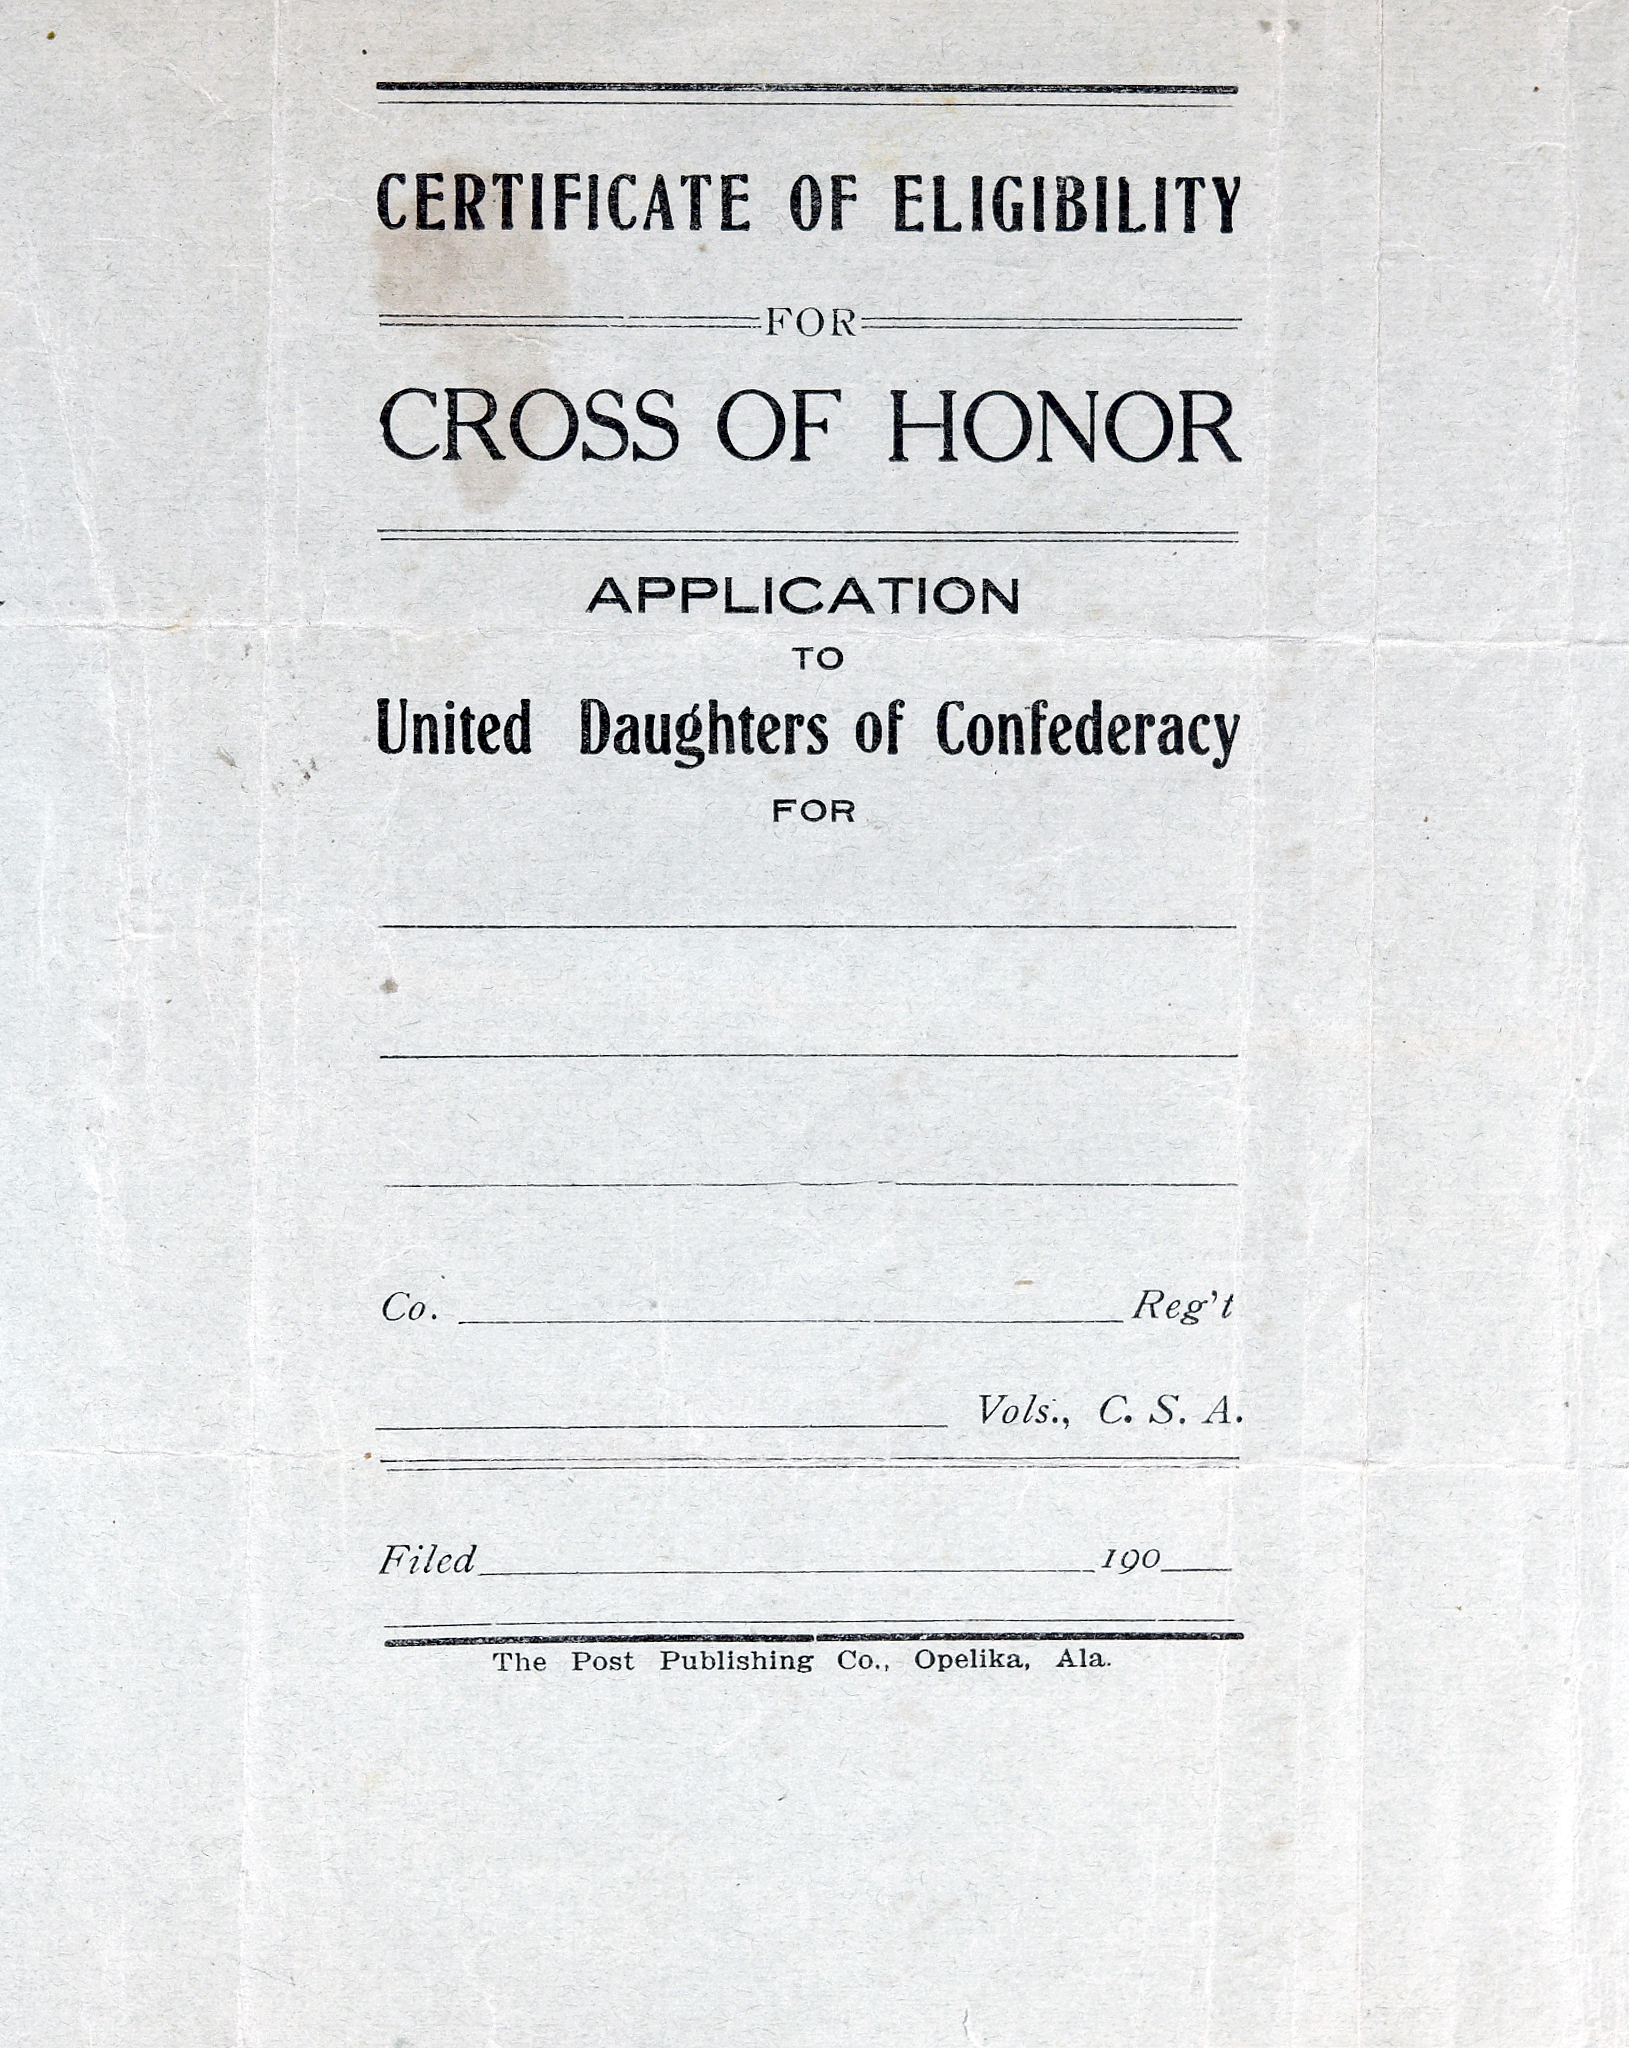 CERTIFICATE OF ELIGIBILITY
FOR
CROSS OF HONOR
APPLICATION
TO
United Daughters of Confederacy
FOR
Co. Reg't
Vols., C. S. A.
Filed 190
The Post Publishing Co., Opelika, Ala.